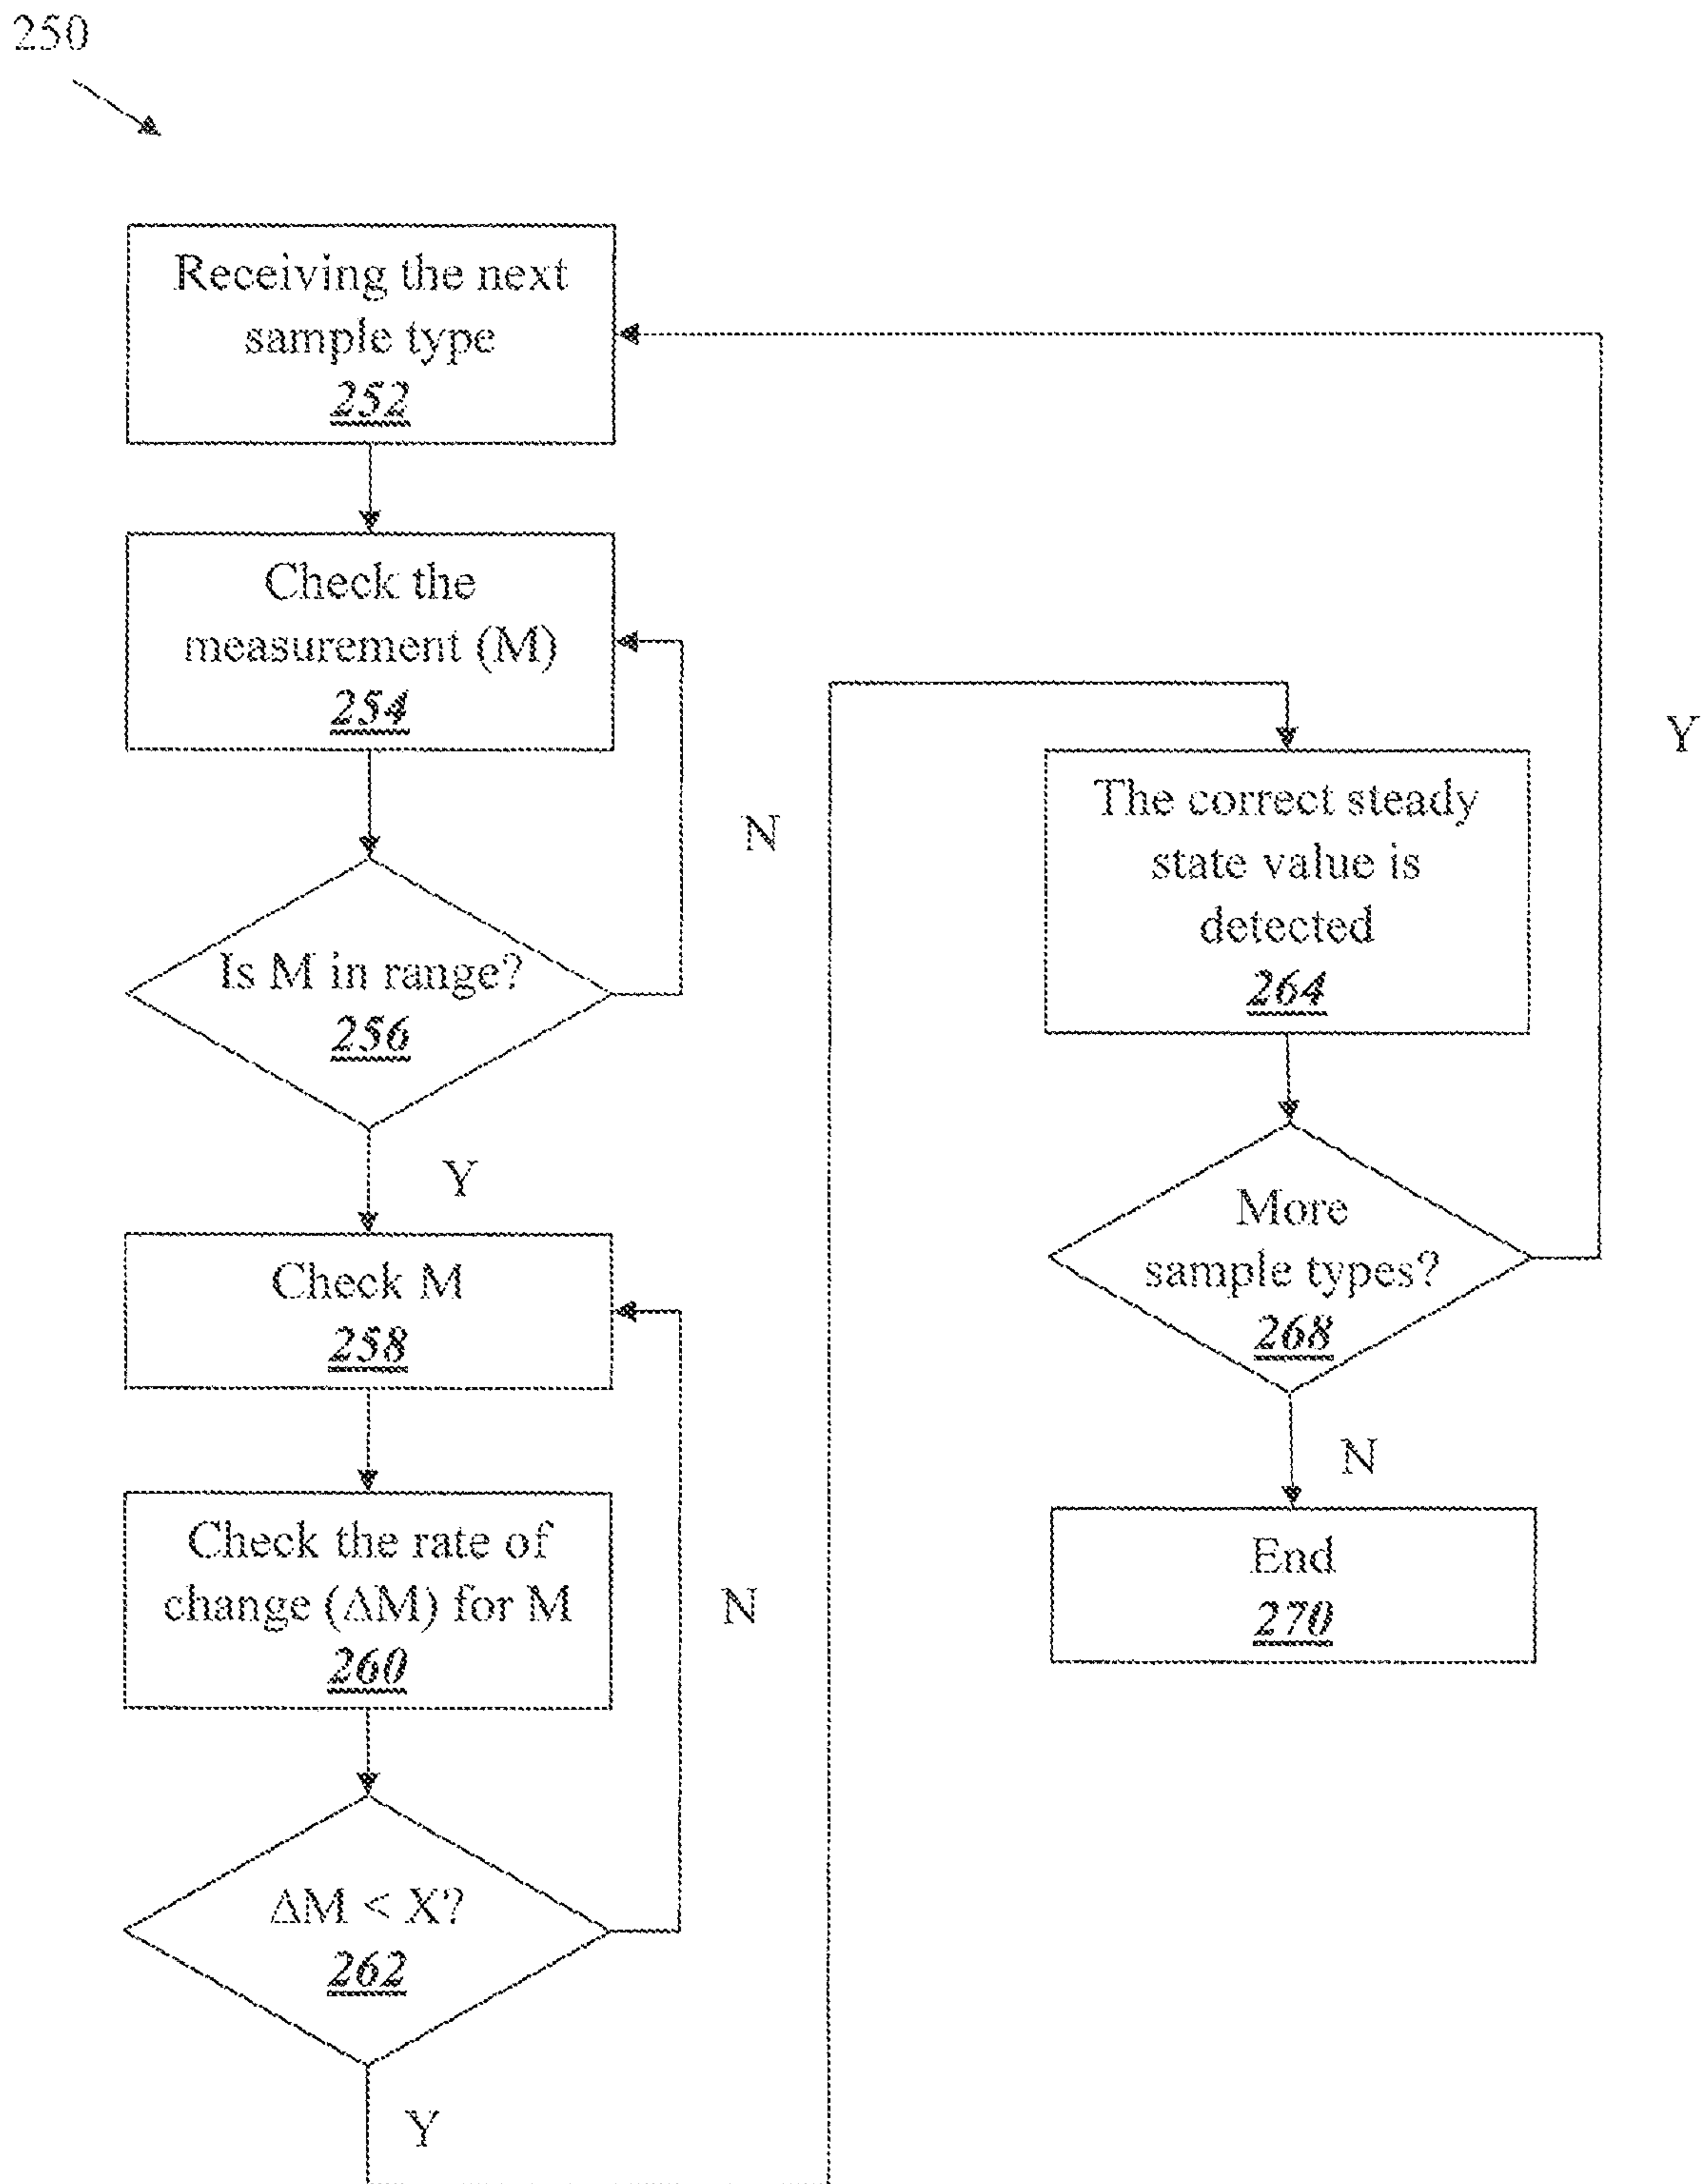 250
Receiving the next
sample type
252
Check the
measurement (M)
254
N
Is M in range?
256
Y
Check M
258
Check the rate of
change (ΔM) for M
260
N
ΔM < X?
262
Y
The correct steady
state value is
detected
264
Y
More
sample types?
268
N
End
270